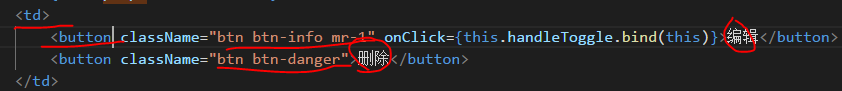 <td>
<button className="btn btn-info mr-1" onClick={this.handleToggle.bind(this)}>编辑</button>
<button className="btn btn-danger">删除</button>
</td>